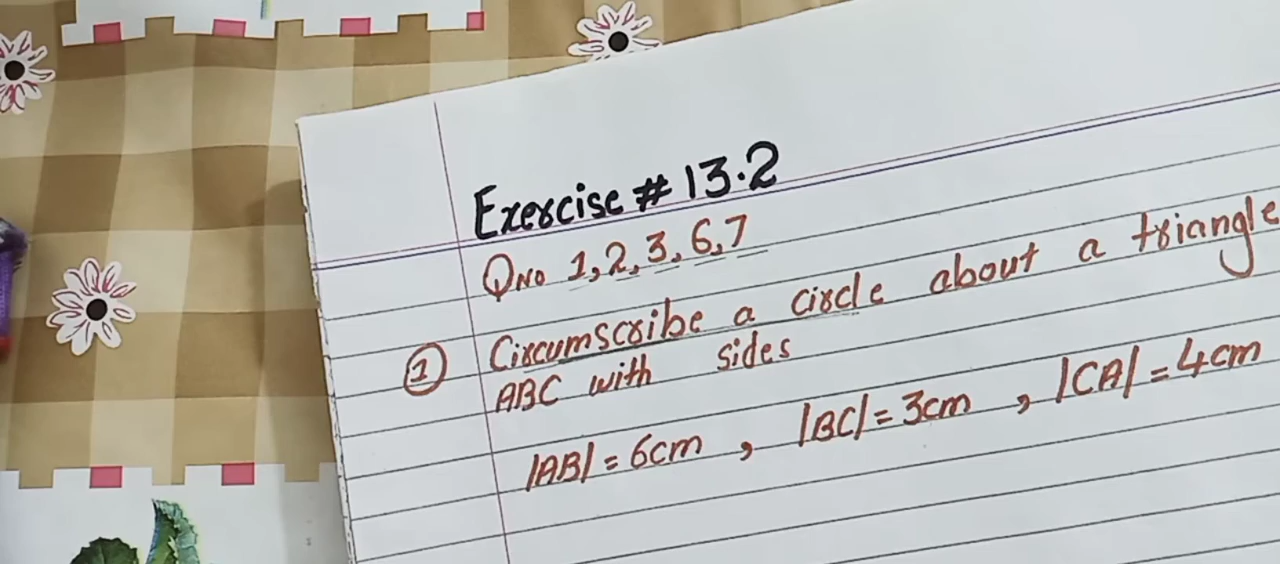 Exercise # 13.2
QNo 1,2,3,6,7
① Circumscribe a circle about a triangle
ABC with sides
|AB| = 6cm , |BC| = 3cm , |CA| = 4cm